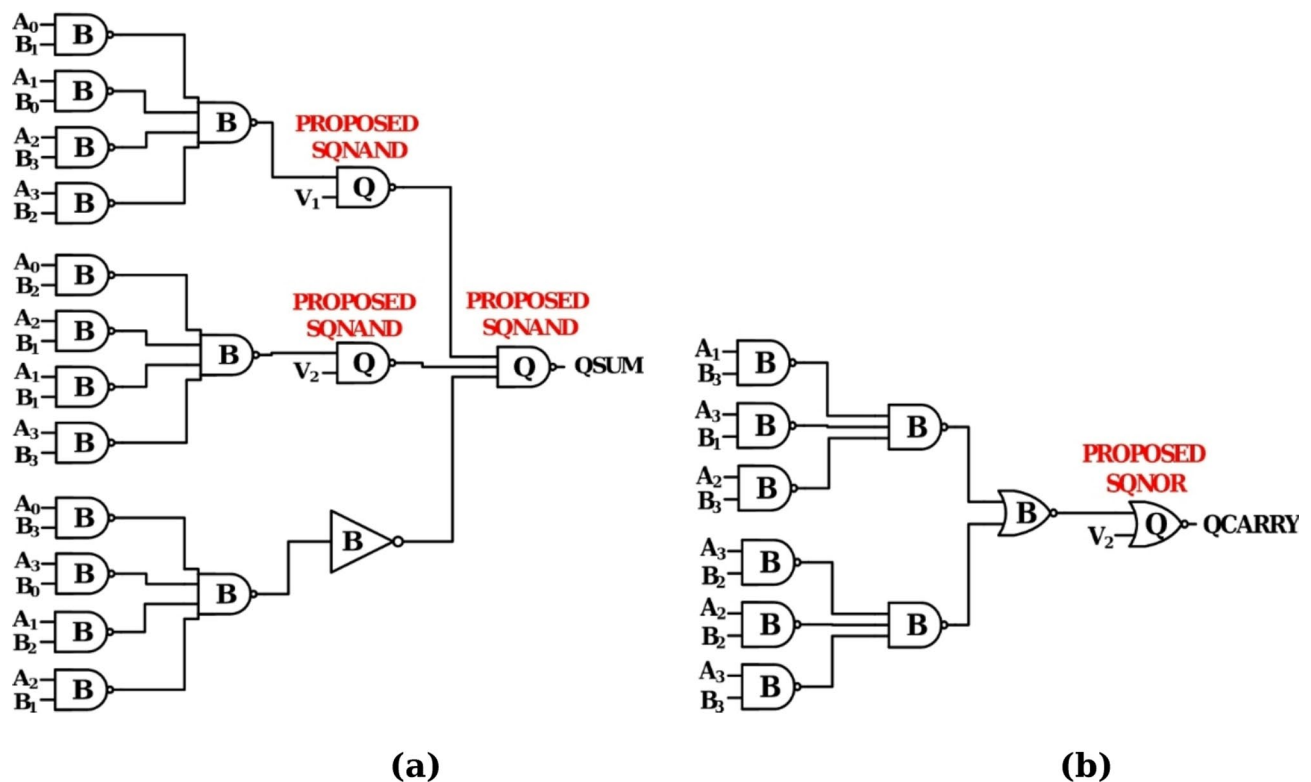 A₀
B₁
B
A₁
B₀
B
A₂
B₃
B
A₃
B₂
B
B
PROPOSED
SQNAND
V₁
Q
A₀
B₂
B
A₂
B₁
B
A₁
B₁
B
A₃
B₃
B
B
PROPOSED
SQNAND
V₂
Q
PROPOSED
SQNAND
Q
QSUM
A₀
B₃
B
A₃
B₀
B
A₁
B₂
B
A₂
B₁
B
B
B
(a)
A₁
B₃
B
A₃
B₁
B
A₂
B₃
B
B
A₃
B₂
B
A₂
B₂
B
A₃
B₃
B
B
B
PROPOSED
SQNOR
V₂
Q
QCARRY
(b)